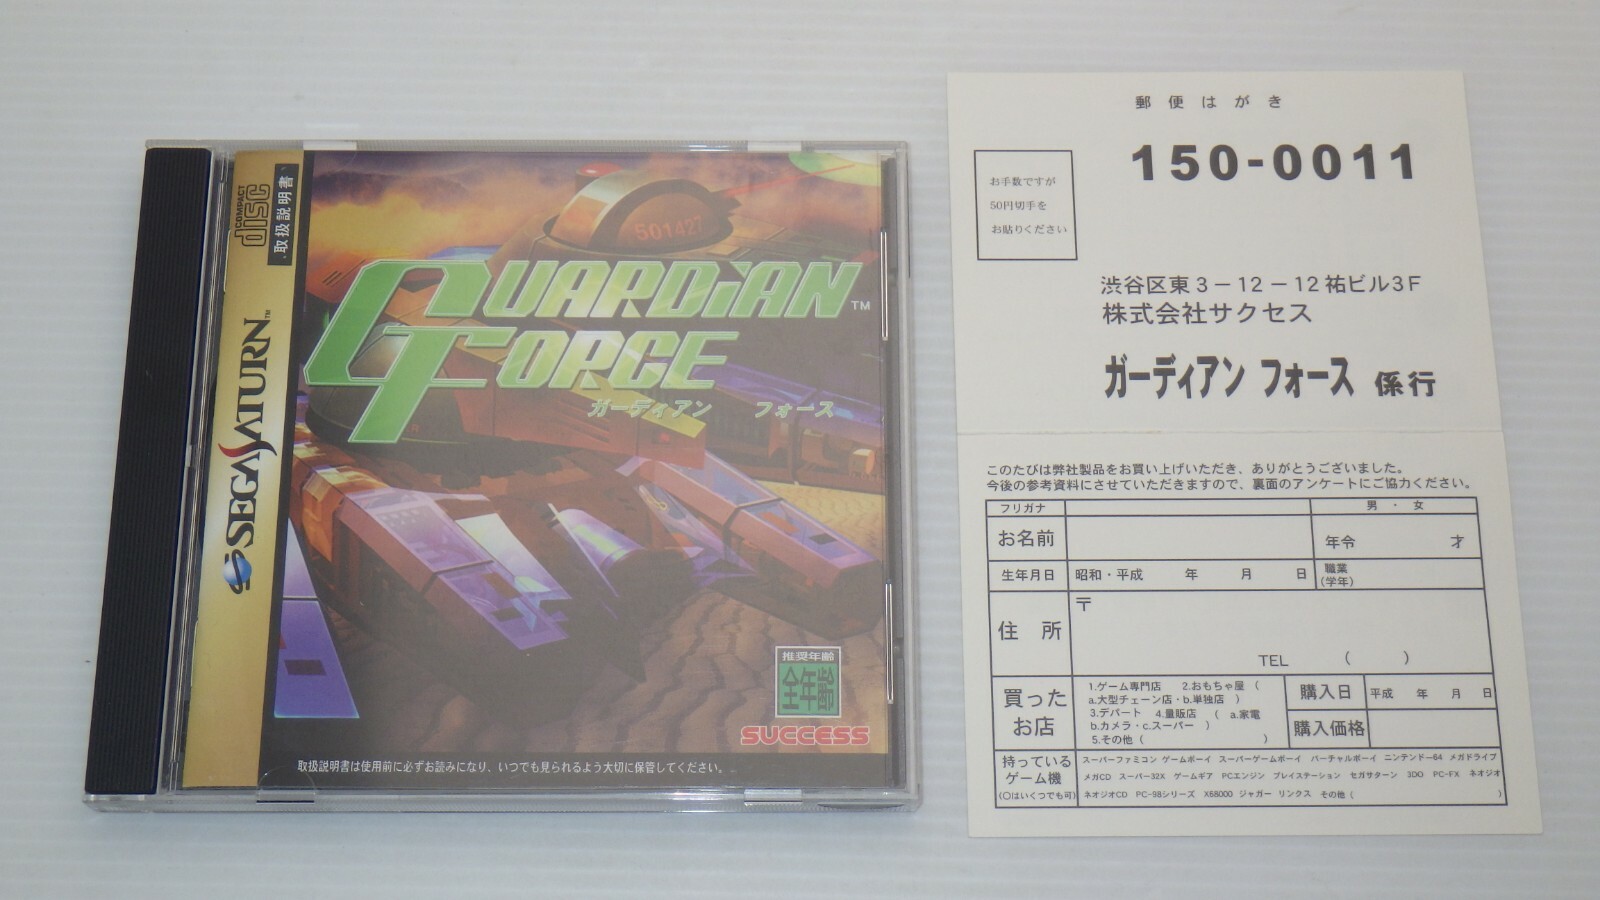 COMPACT
disc
取扱説明書
SEGA SATURN™
501427
GUARDIAN™
FORCE
ガーディアン フォース
推奨年齢
全年齢
SUCCESS
取扱説明書は使用前に必ずお読みになり、いつでも見られるよう大切に保管してください。
郵便はがき
お手数ですが
50円切手を
お貼りください
150-0011
渋谷区東3-12-12祐ビル3F
株式会社サクセス
ガーディアン フォース 係行
このたびは弊社製品をお買い上げいただき、ありがとうございました。
今後の参考資料にさせていただきますので、裏面のアンケートにご協力ください。
フリガナ
男・女
お名前
年令 才
生年月日 昭和・平成 年 月 日
職業
(学年)
住所
〒
TEL ( )
買った
お店
1.ゲーム専門店 2.おもちゃ屋 (
a.大型チェーン店・b.単独店 )
3.デパート 4.量販店 ( a.家電
b.カメラ・c.スーパー )
5.その他 ( )
購入日 平成 年 月 日
購入価格
持っている
ゲーム機
(○はいくつでも可)
スーパーファミコン ゲームボーイ スーパーゲームボーイ バーチャルボーイ ニンテンドー64 メガドライブ
メガCD スーパー32X ゲームギア PCエンジン プレイステーション セガサターン 3DO PC-FX ネオジオ
ネオジオCD PC-98シリーズ X68000 ジャガー リンクス その他 ( )